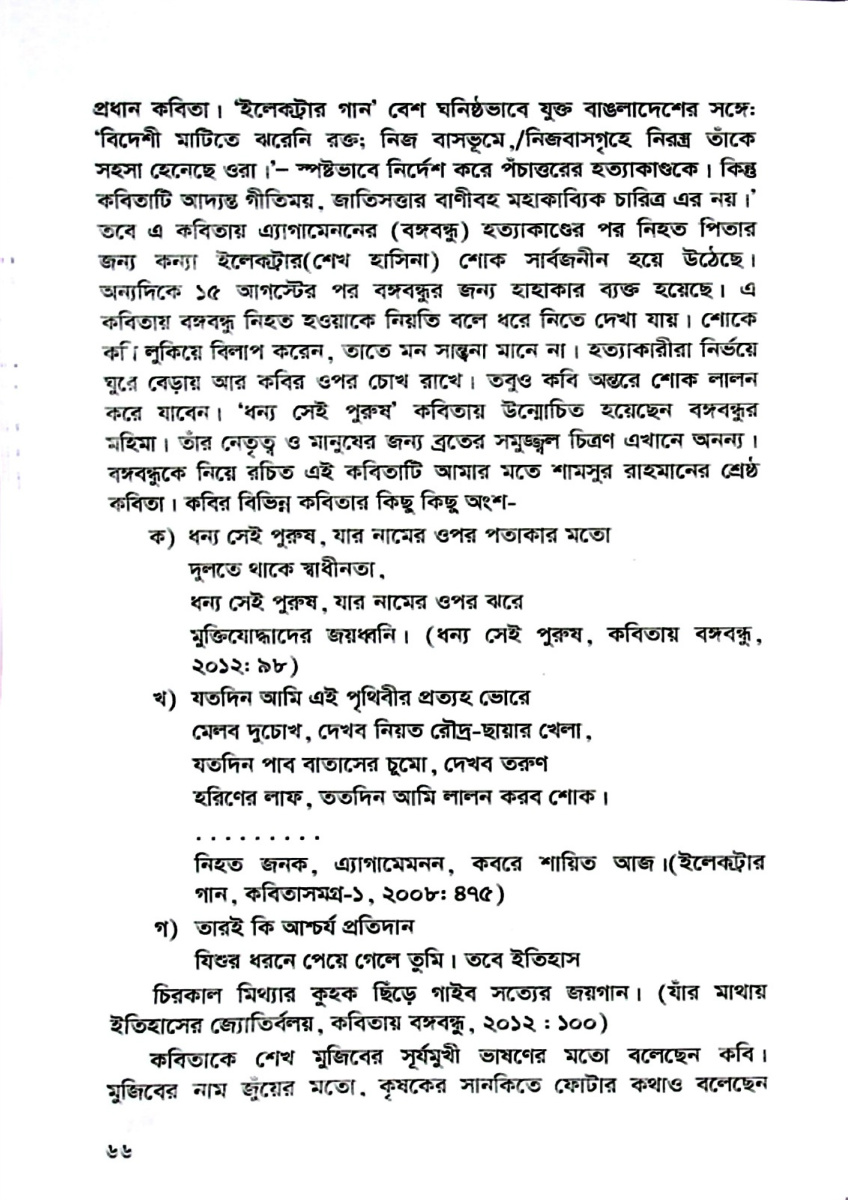 প্রধান কবিতা। ‘ইলেকট্রার গান’ বেশ ঘনিষ্ঠভাবে যুক্ত বাঙলাদেশের সঙ্গে:
‘বিদেশী মাটিতে ঝরেনি রক্ত; নিজ বাসভূমে,/নিজবাসগৃহে নিরস্ত্র তাঁকে
সহসা হেনেছে ওরা।’– স্পষ্টভাবে নির্দেশ করে পঁচাত্তরের হত্যাকাণ্ডকে। কিন্তু
কবিতাটি আদ্যন্ত গীতিময়, জাতিসত্তার বাণীবহ মহাকাব্যিক চারিত্র এর নয়।’
তবে এ কবিতায় এ্যাগামেননের (বঙ্গবন্ধু) হত্যাকাণ্ডের পর নিহত পিতার
জন্য কন্যা ইলেকট্রার(শেখ হাসিনা) শোক সার্বজনীন হয়ে উঠেছে।
অন্যদিকে ১৫ আগস্টের পর বঙ্গবন্ধুর জন্য হাহাকার ব্যক্ত হয়েছে। এ
কবিতায় বঙ্গবন্ধু নিহত হওয়াকে নিয়তি বলে ধরে নিতে দেখা যায়। শোকে
লুকিয়ে বিলাপ করেন, তাতে মন সান্ত্বনা মানে না। হত্যাকারীরা নির্ভয়ে
ঘুরে বেড়ায় আর কবির ওপর চোখ রাখে। তবুও কবি অন্তরে শোক লালন
করে যাবেন। ‘ধন্য সেই পুরুষ’ কবিতায় উন্মোচিত হয়েছেন বঙ্গবন্ধুর
মহিমা। তাঁর নেতৃত্ব ও মানুষের জন্য ব্রতের সমুজ্জ্বল চিত্রণ এখানে অনন্য।
বঙ্গবন্ধুকে নিয়ে রচিত এই কবিতাটি আমার মতে শামসুর রাহমানের শ্রেষ্ঠ
কবিতা। কবির বিভিন্ন কবিতার কিছু কিছু অংশ-
ক) ধন্য সেই পুরুষ, যার নামের ওপর পতাকার মতো
দুলতে থাকে স্বাধীনতা,
ধন্য সেই পুরুষ, যার নামের ওপর ঝরে
মুক্তিযোদ্ধাদের জয়ধ্বনি। (ধন্য সেই পুরুষ, কবিতায় বঙ্গবন্ধু,
২০১২: ৯৮)
খ) যতদিন আমি এই পৃথিবীর প্রত্যহ ভোরে
মেলব দুচোখ, দেখব নিয়ত রৌদ্র-ছায়ার খেলা,
যতদিন পাব বাতাসের চুমো, দেখব তরুণ
হরিণের লাফ, ততদিন আমি লালন করব শোক।
. . . . . . . . .
নিহত জনক, এ্যাগামেমনন, কবরে শায়িত আজ।(ইলেকট্রার
গান, কবিতাসমগ্র-১, ২০০৮: ৪৭৫)
গ) তারই কি আশ্চর্য প্রতিদান
যিশুর ধরনে পেয়ে গেলে তুমি। তবে ইতিহাস
চিরকাল মিথ্যার কুহক ছিঁড়ে গাইব সত্যের জয়গান। (যাঁর মাথায়
ইতিহাসের জ্যোতির্বলয়, কবিতায় বঙ্গবন্ধু, ২০১২ : ১০০)
কবিতাকে শেখ মুজিবের সূর্যমুখী ভাষণের মতো বলেছেন কবি।
মুজিবের নাম জুঁয়ের মতো, কৃষকের সানকিতে ফোটার কথাও বলেছেন
৬৬